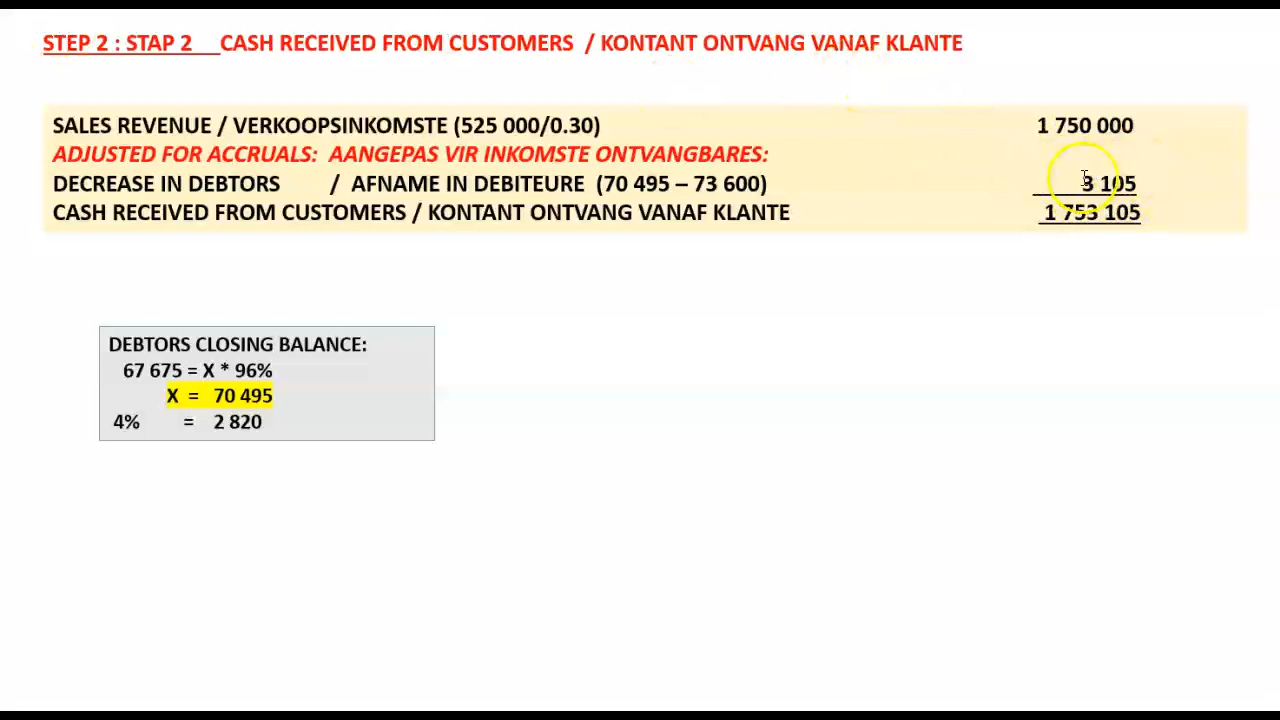 STEP 2 : STAP 2 CASH RECEIVED FROM CUSTOMERS / KONTANT ONTVANG VANAF KLANTE
SALES REVENUE / VERKOOPSINKOMSTE (525 000/0.30) 1 750 000
ADJUSTED FOR ACCRUALS: AANGEPAS VIR INKOMSTE ONTVANGBARES:
DECREASE IN DEBTORS / AFNAME IN DEBITEURE (70 495 – 73 600) 3 105
CASH RECEIVED FROM CUSTOMERS / KONTANT ONTVANG VANAF KLANTE 1 753 105
DEBTORS CLOSING BALANCE:
67 675 = X * 96%
X = 70 495
4% = 2 820